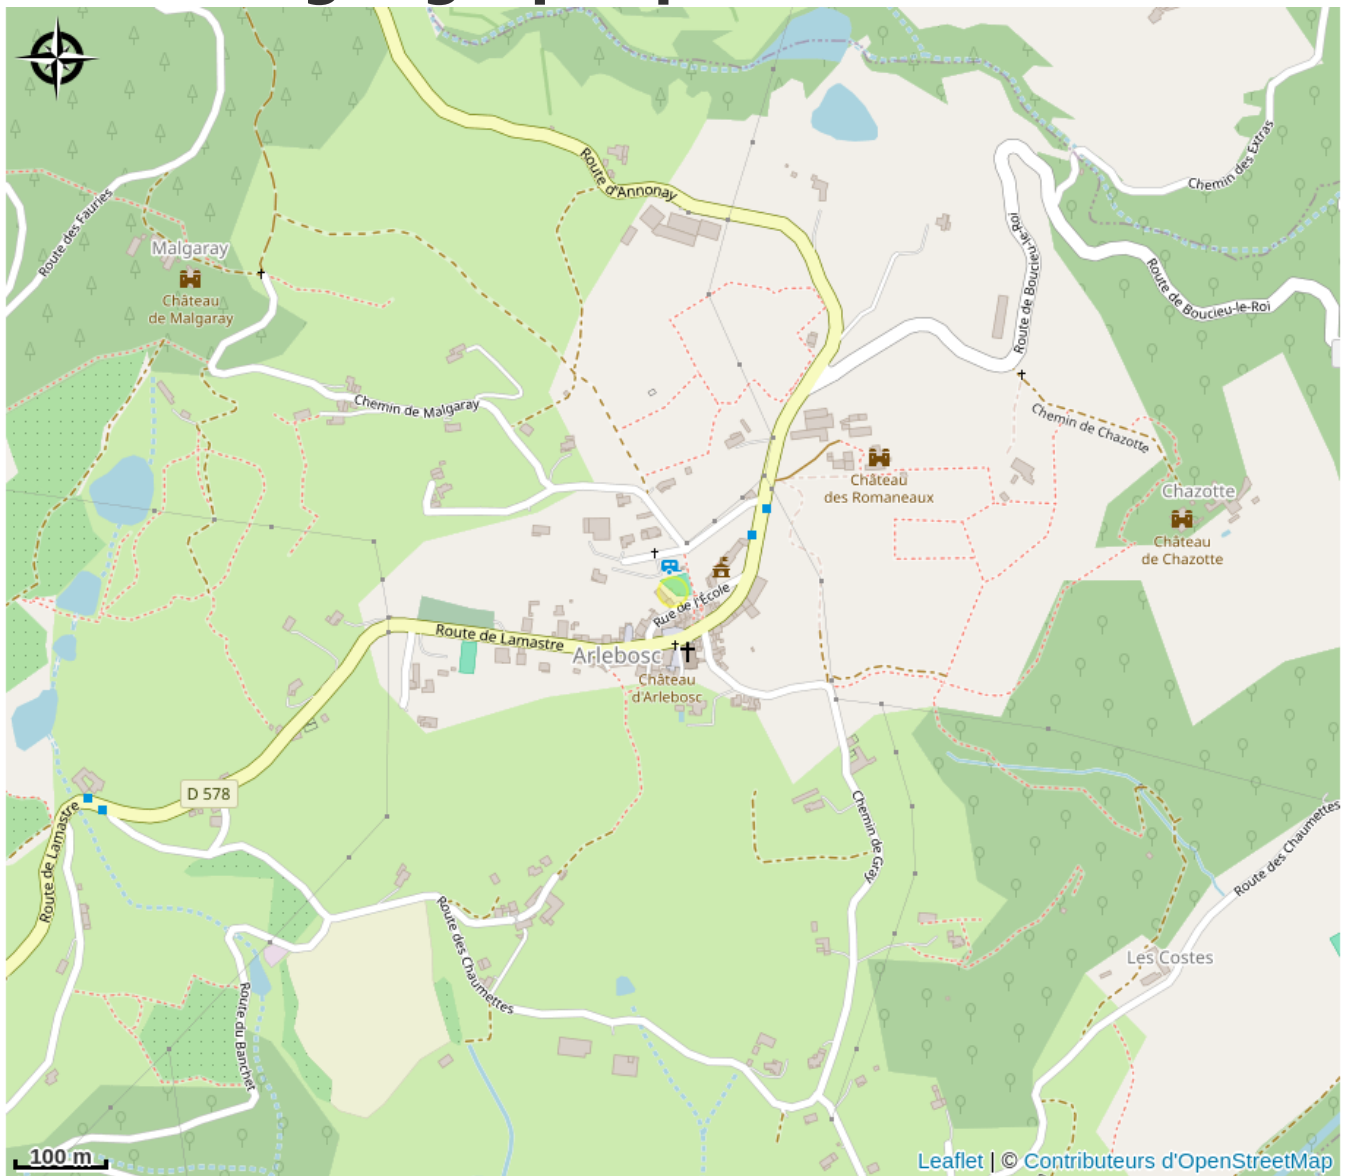 Route d'Annonay
Chemin des Extras
Route des Fauries
Malgaray
Château
de Malgaray
Route de Boucieu-le-Roi
Route de Boucieu-le-Roi
Chemin de Malgaray
Chemin de Chazotte
Château
des Romaneaux
Chazotte
Château
de Chazotte
Rue de l'École
Route de Lamastre
Arlebosc
Château
d'Arlebosc
D 578
Route de Lamastre
Chemin de Gray
Route des Chaumettes
Route des Chaumettes
Les Costes
Route du Banchet
100 m
Leaflet | © Contributeurs d'OpenStreetMap